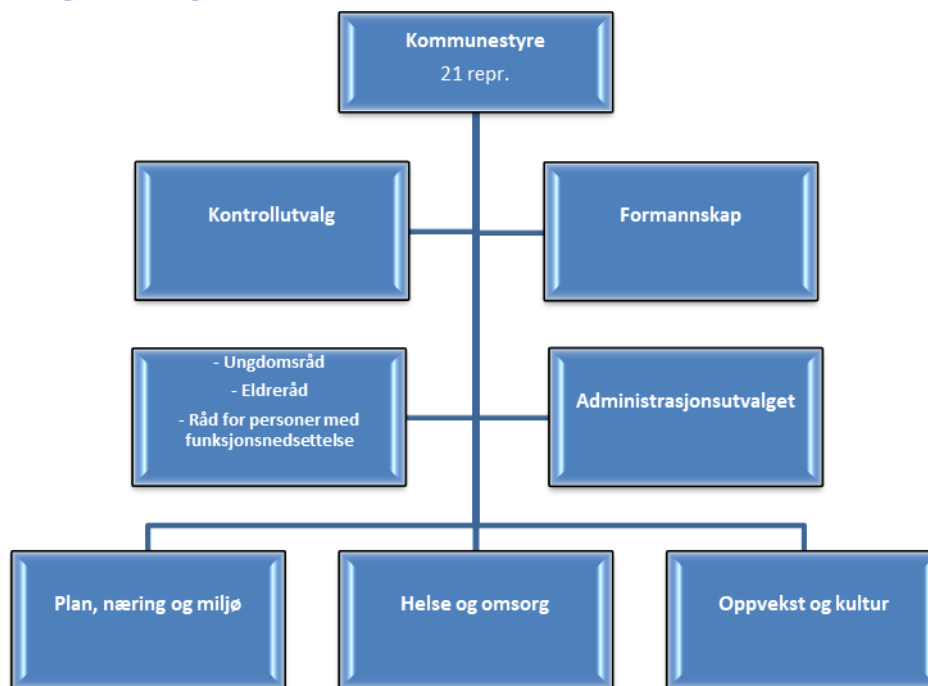 Kommunestyre
21 repr.
Kontrollutvalg
Formannskap
- Ungdomsråd
- Eldreråd
- Råd for personer med
funksjonsnedsettelse
Administrasjonsutvalget
Plan, næring og miljø
Helse og omsorg
Oppvekst og kultur